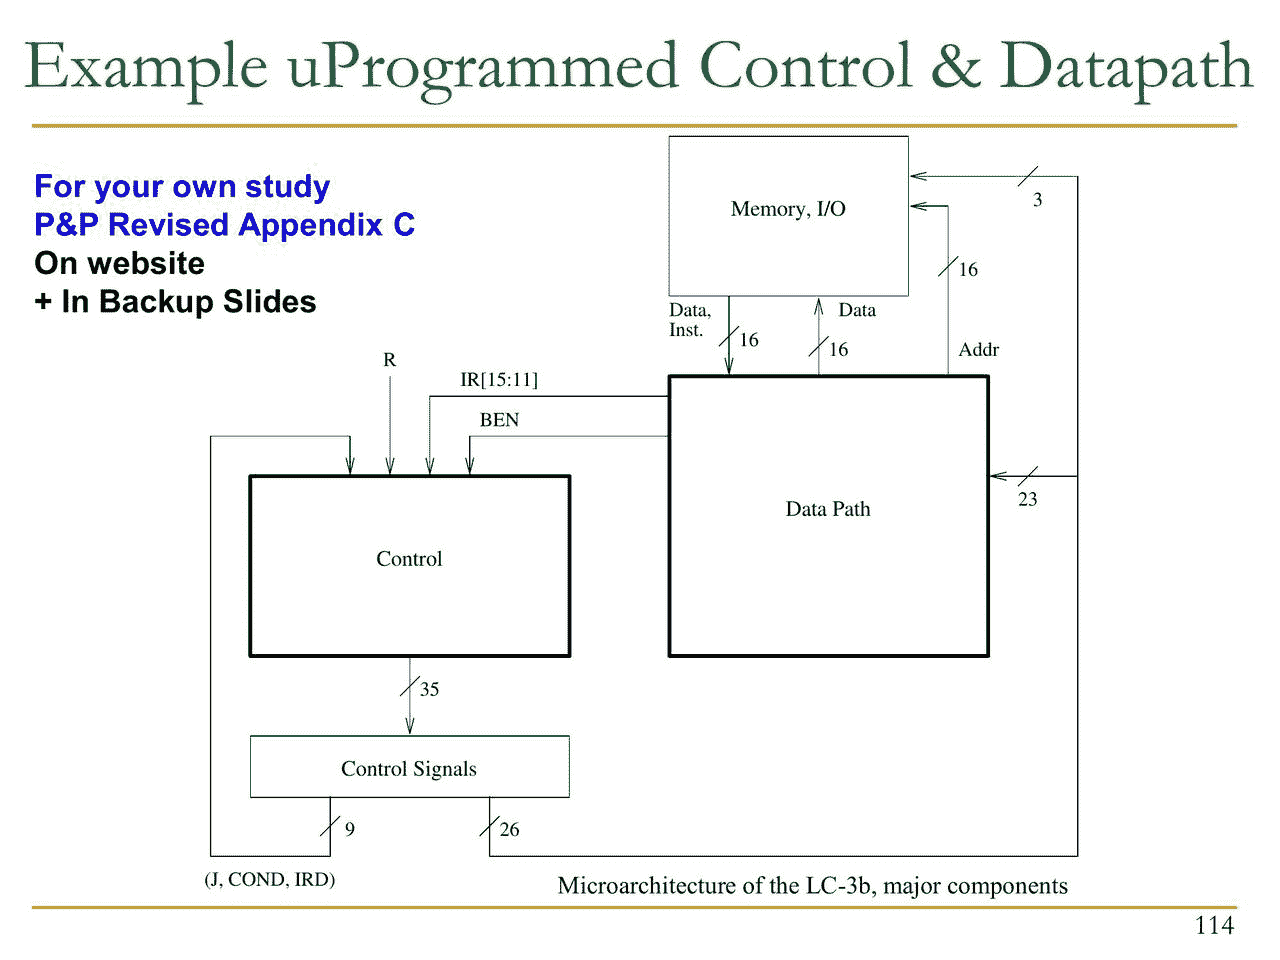 Example uProgrammed Control & Datapath
For your own study
P&P Revised Appendix C
On website
+ In Backup Slides
Memory, I/O
3
16
Data,
Inst.
16
Data
16
Addr
R
IR[15:11]
BEN
Control
Data Path
23
35
Control Signals
9
26
(J, COND, IRD)
Microarchitecture of the LC-3b, major components
114